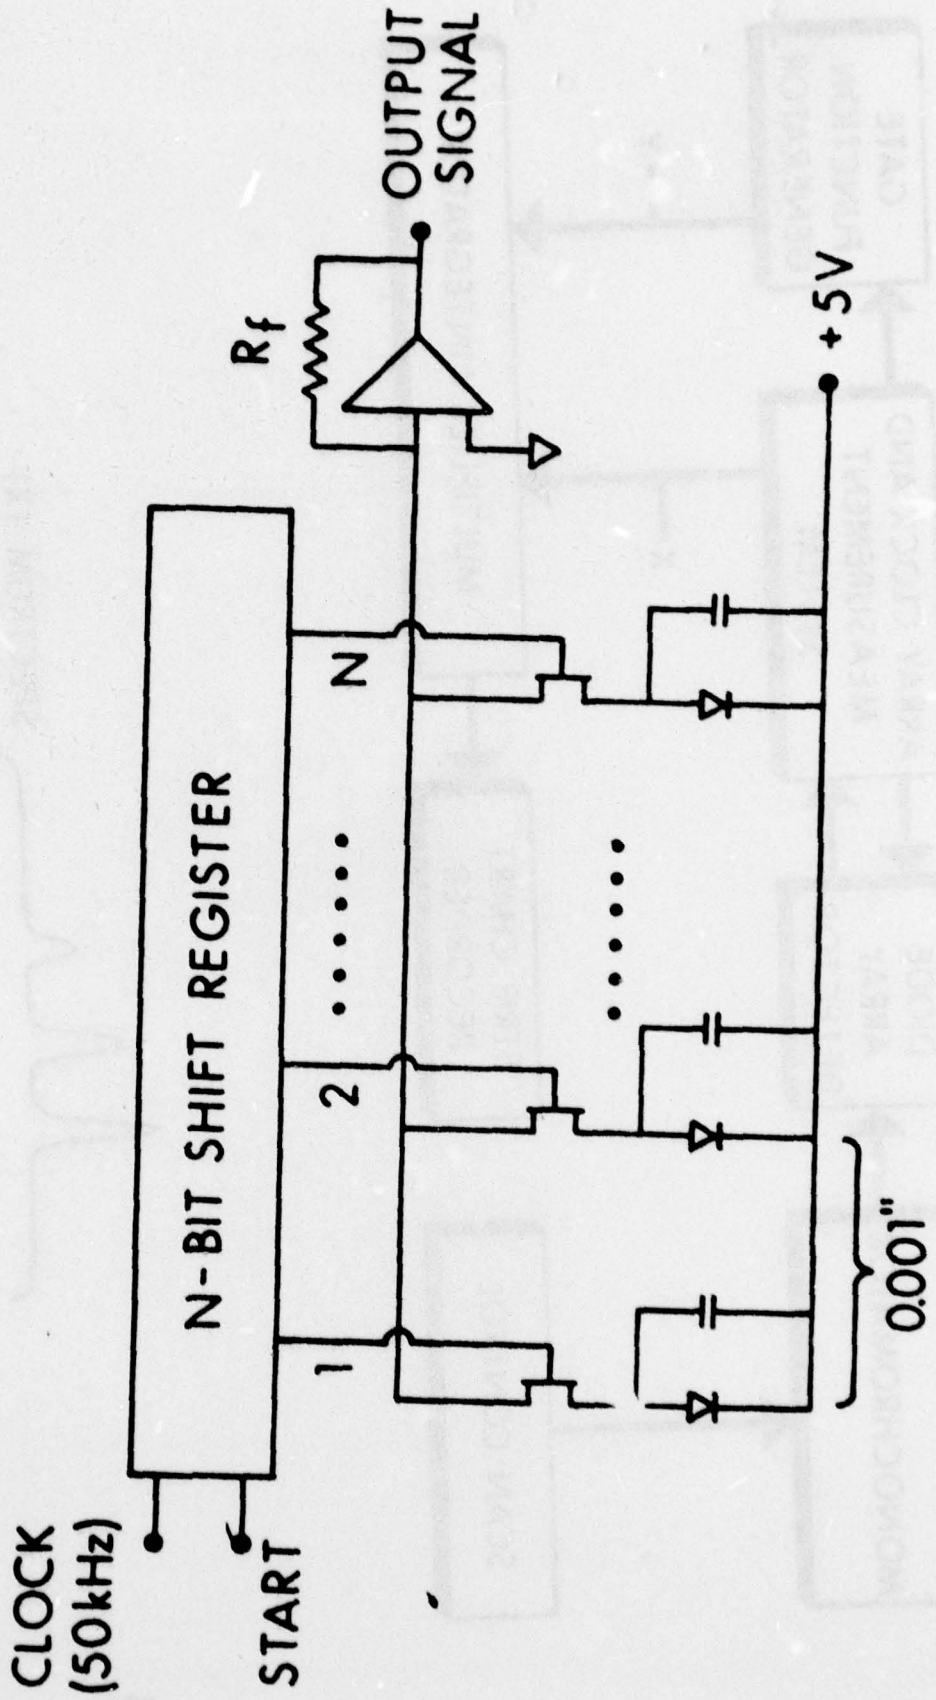 CLOCK
(50kHz)
START
N-BIT SHIFT REGISTER
1
2
N
Rf
OUTPUT
SIGNAL
+5V
0.001"